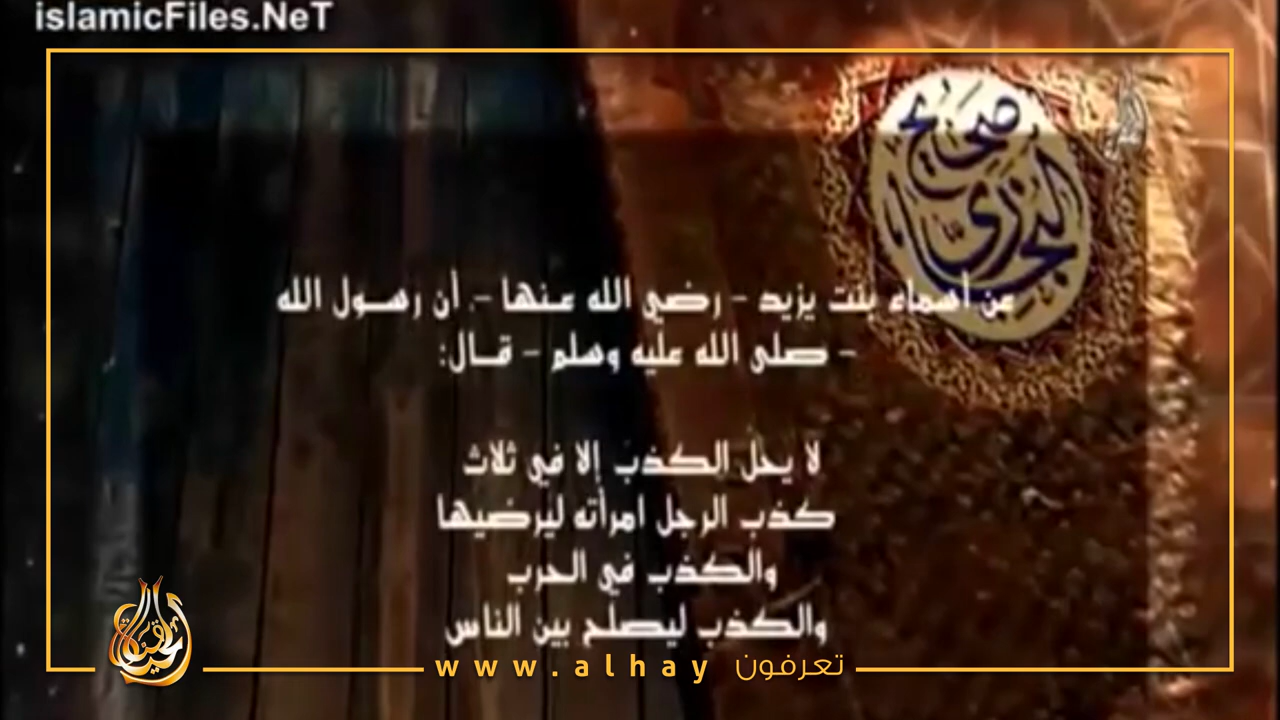 islamicFiles.NeT
صحيح البخاري
عن أسماء بنت يزيد - رضي الله عنها - أن رسول الله
- صلى الله عليه وسلم - قال:
لا يحل الكذب إلا في ثلاث
كذب الرجل امرأته ليرضيها
والكذب في الحرب
والكذب ليصلح بين الناس
www.alhay تعرفون